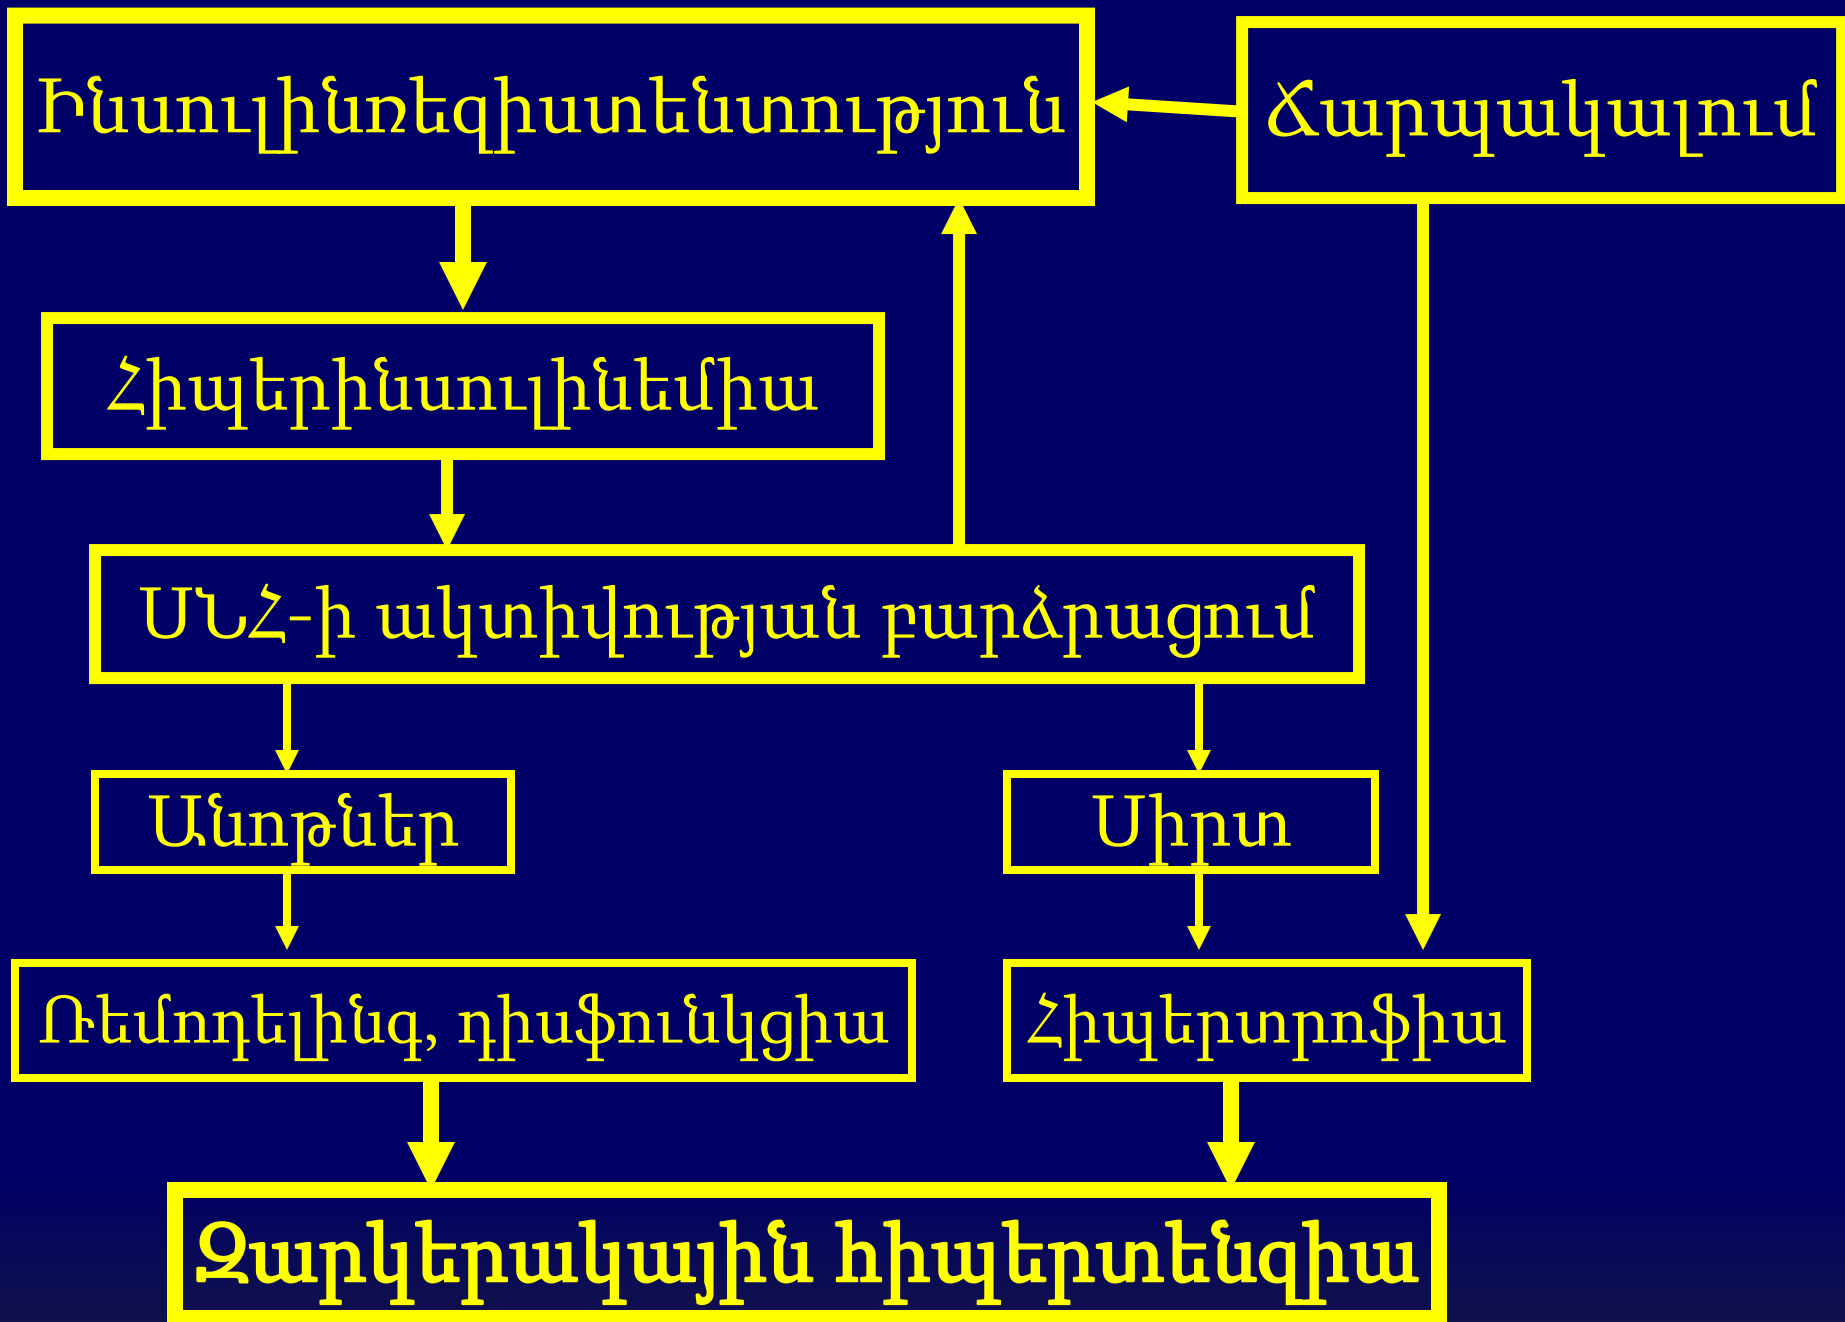 Ինսուլինռեզիստենտություն
Ճարպակալում
Հիպերինսուլինեմիա
ՍՆՀ-ի ակտիվության բարձրացում
Անոթներ
Սիրտ
Ռեմոդելինգ, դիսֆունկցիա
Հիպերտրոֆիա
Զարկերակային հիպերտենզիա